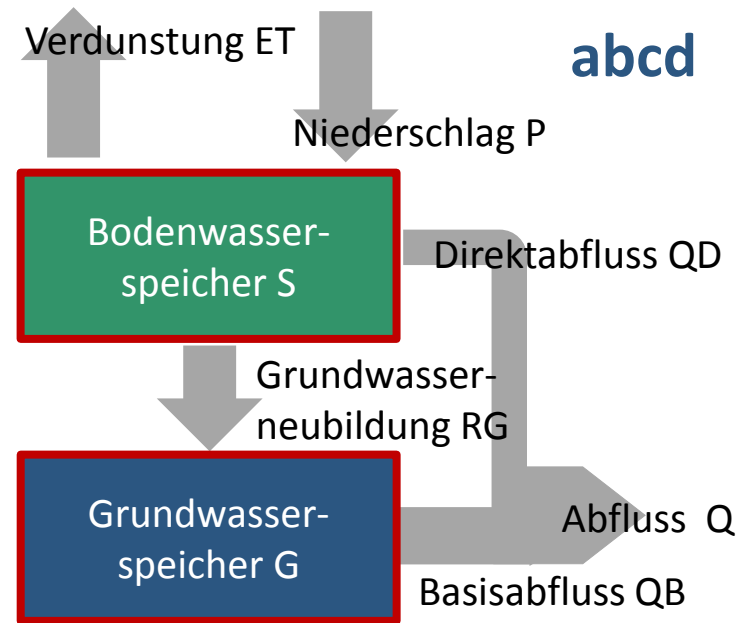 Verdunstung ET
abcd
Niederschlag P
Bodenwasser-
speicher S
Direktabfluss QD
Grundwasser-
neubildung RG
Grundwasser-
speicher G
Abfluss  Q
Basisabfluss QB